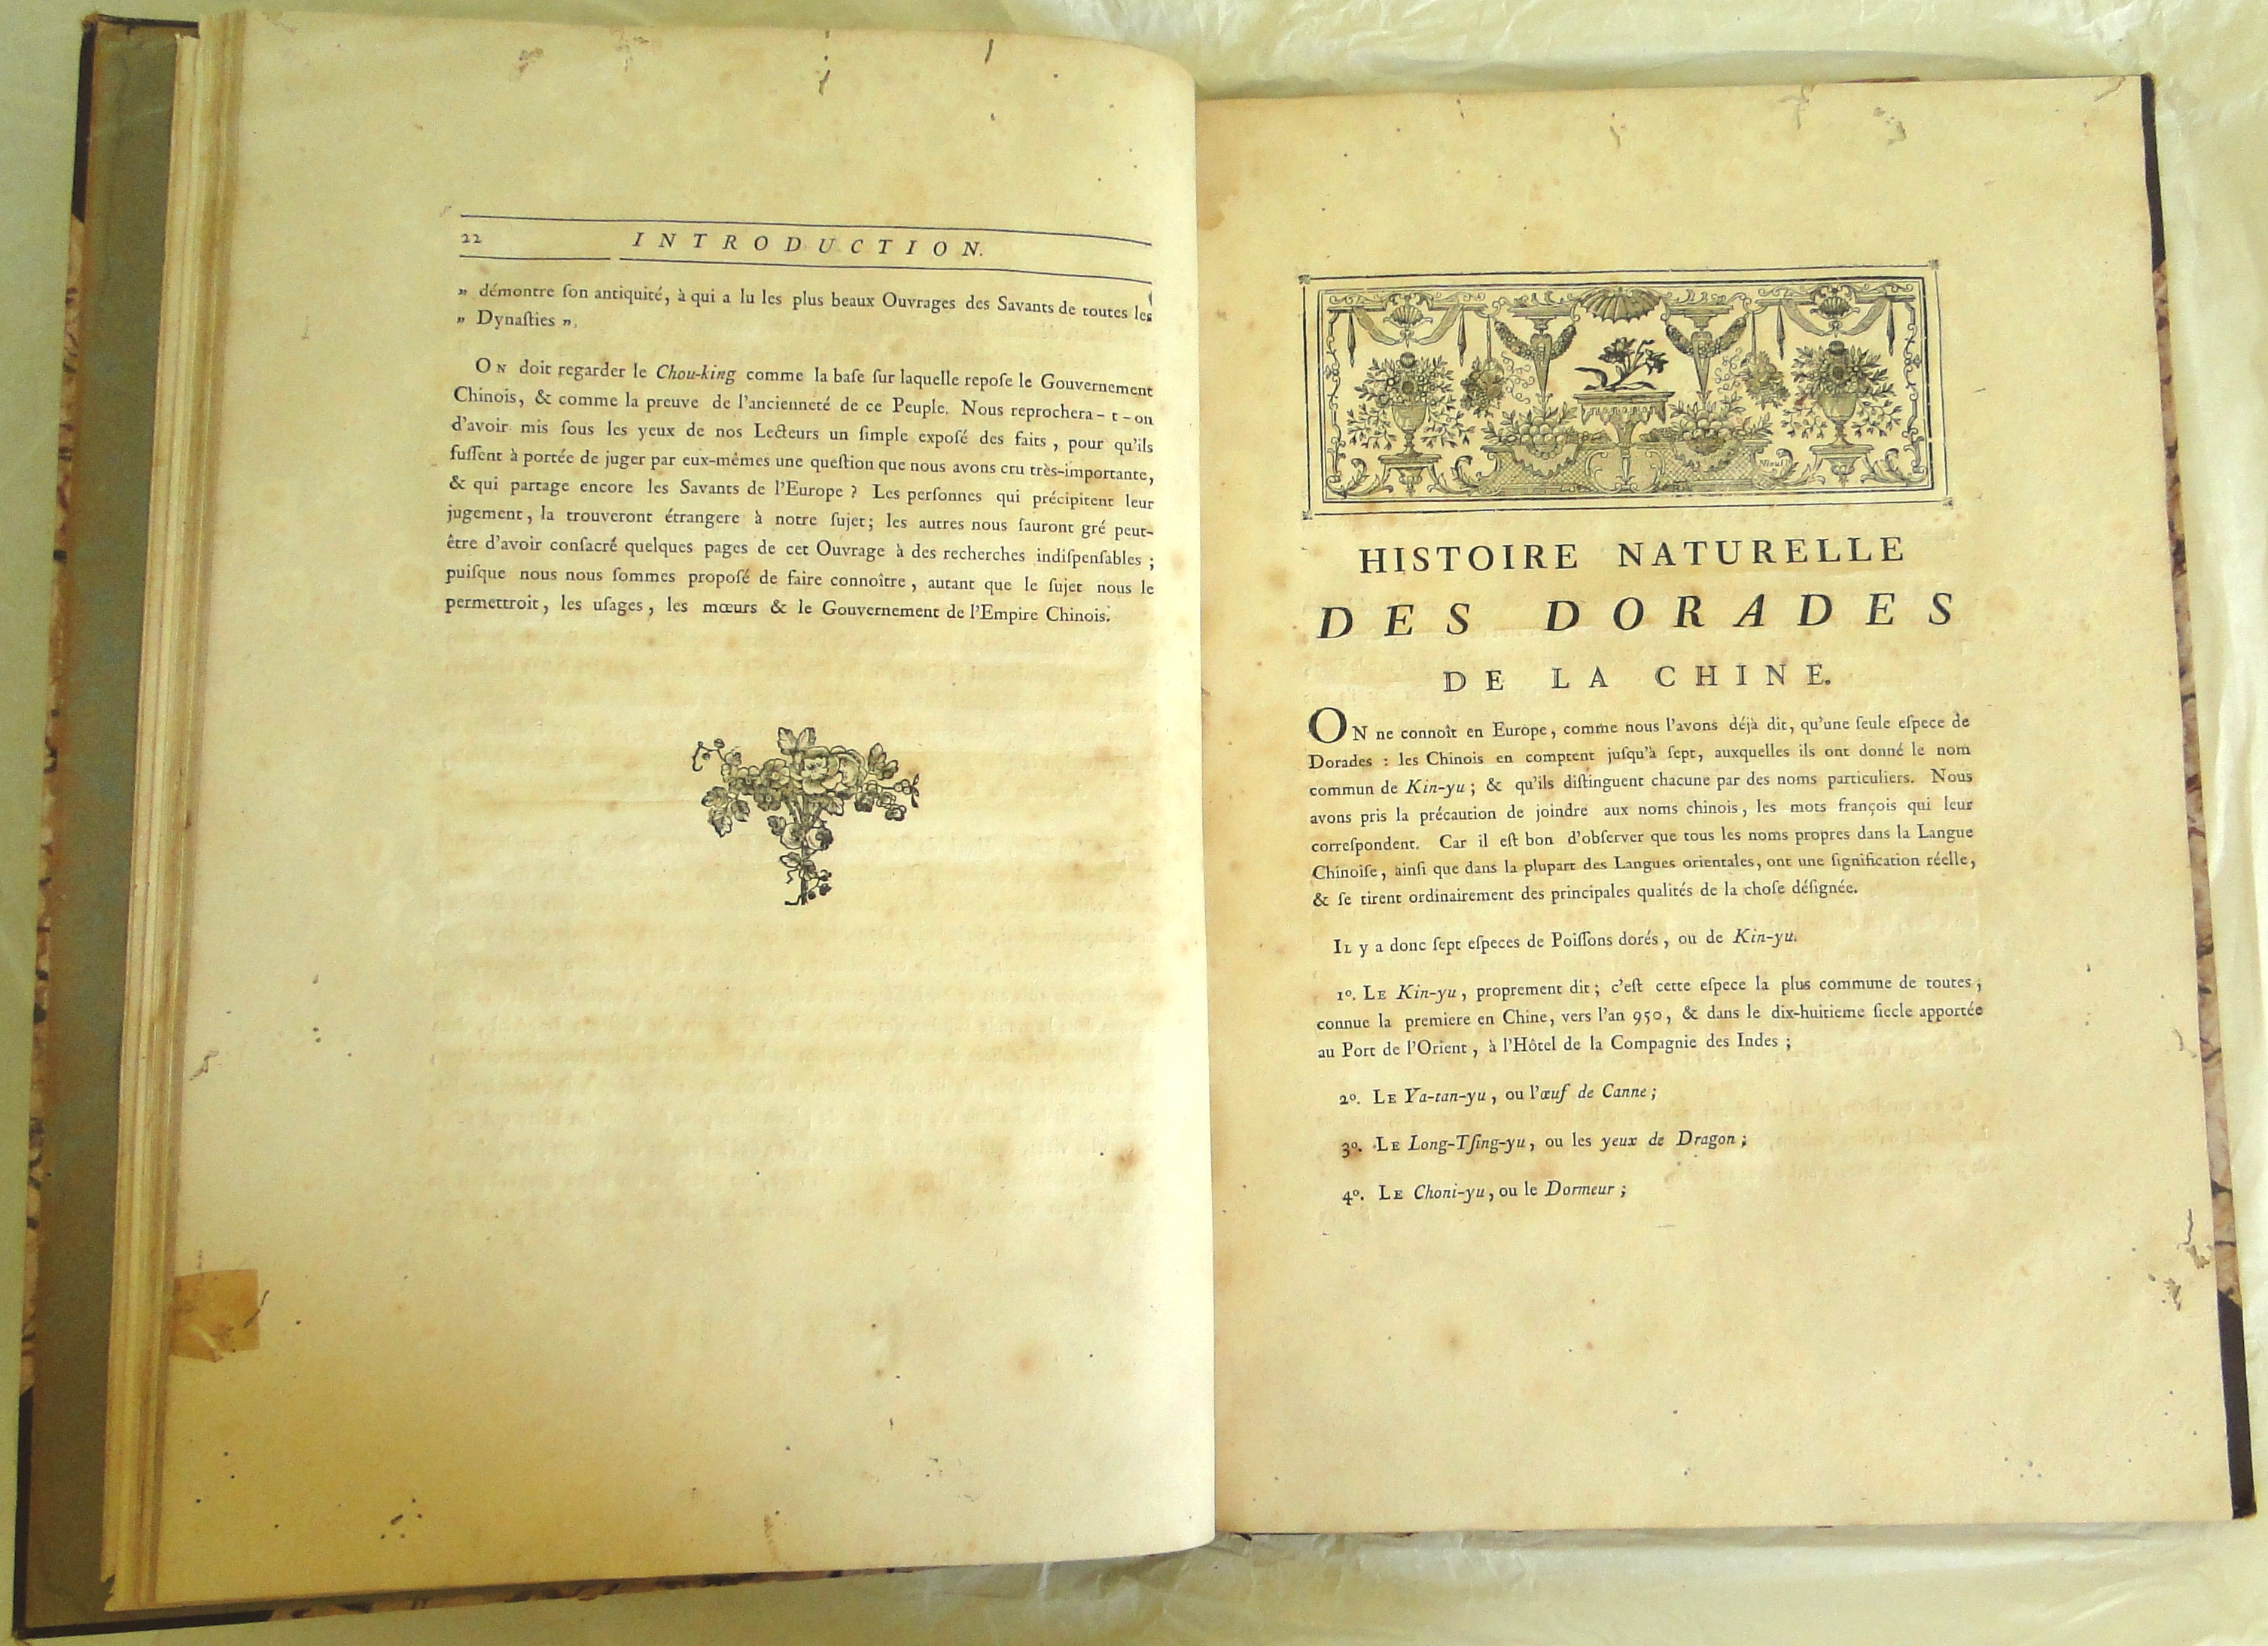 22 INTRODUCTION.
„ démontre ſon antiquité, à qui a lu les plus beaux Ouvrages des Savants de toutes les
„ Dynaſties „.
ON doit regarder le Chou-king comme la baſe ſur laquelle repoſe le Gouvernement
Chinois, & comme la preuve de l'ancienneté de ce Peuple. Nous reprochera-t-on
d'avoir mis ſous les yeux de nos Lecteurs un ſimple expoſé des faits, pour qu'ils
fuſſent à portée de juger par eux-mêmes une queſtion que nous avons cru très-importante,
& qui partage encore les Savants de l'Europe ? Les perſonnes qui précipitent leur
jugement, la trouveront étrangere à notre ſujet; les autres nous ſauront gré peut-
être d'avoir conſacré quelques pages de cet Ouvrage à des recherches indiſpenſables ;
puiſque nous nous ſommes propoſé de faire connoître, autant que le ſujet nous le
permettroit, les uſages, les mœurs & le Gouvernement de l'Empire Chinois.
HISTOIRE NATURELLE
DES DORADES
DE LA CHINE.
ON ne connoît en Europe, comme nous l'avons déjà dit, qu'une ſeule eſpece de
Dorades : les Chinois en comptent juſqu'à ſept, auxquelles ils ont donné le nom
commun de Kin-yu ; & qu'ils diſtinguent chacune par des noms particuliers. Nous
avons pris la précaution de joindre aux noms chinois, les mots françois qui leur
correſpondent. Car il eſt bon d'obſerver que tous les noms propres dans la Langue
Chinoiſe, ainſi que dans la plupart des Langues orientales, ont une ſignification réelle,
& ſe tirent ordinairement des principales qualités de la choſe déſignée.
IL y a donc ſept eſpeces de Poiſſons dorés, ou de Kin-yu.
1º. LE Kin-yu, proprement dit ; c'eſt cette eſpece la plus commune de toutes,
connue la premiere en Chine, vers l'an 950, & dans le dix-huitieme ſiecle apportée
au Port de l'Orient, à l'Hôtel de la Compagnie des Indes ;
2º. LE Ya-tan-yu, ou l'œuf de Canne ;
3º. LE Long-Tſing-yu, ou les yeux de Dragon ;
4º. LE Choni-yu, ou le Dormeur ;